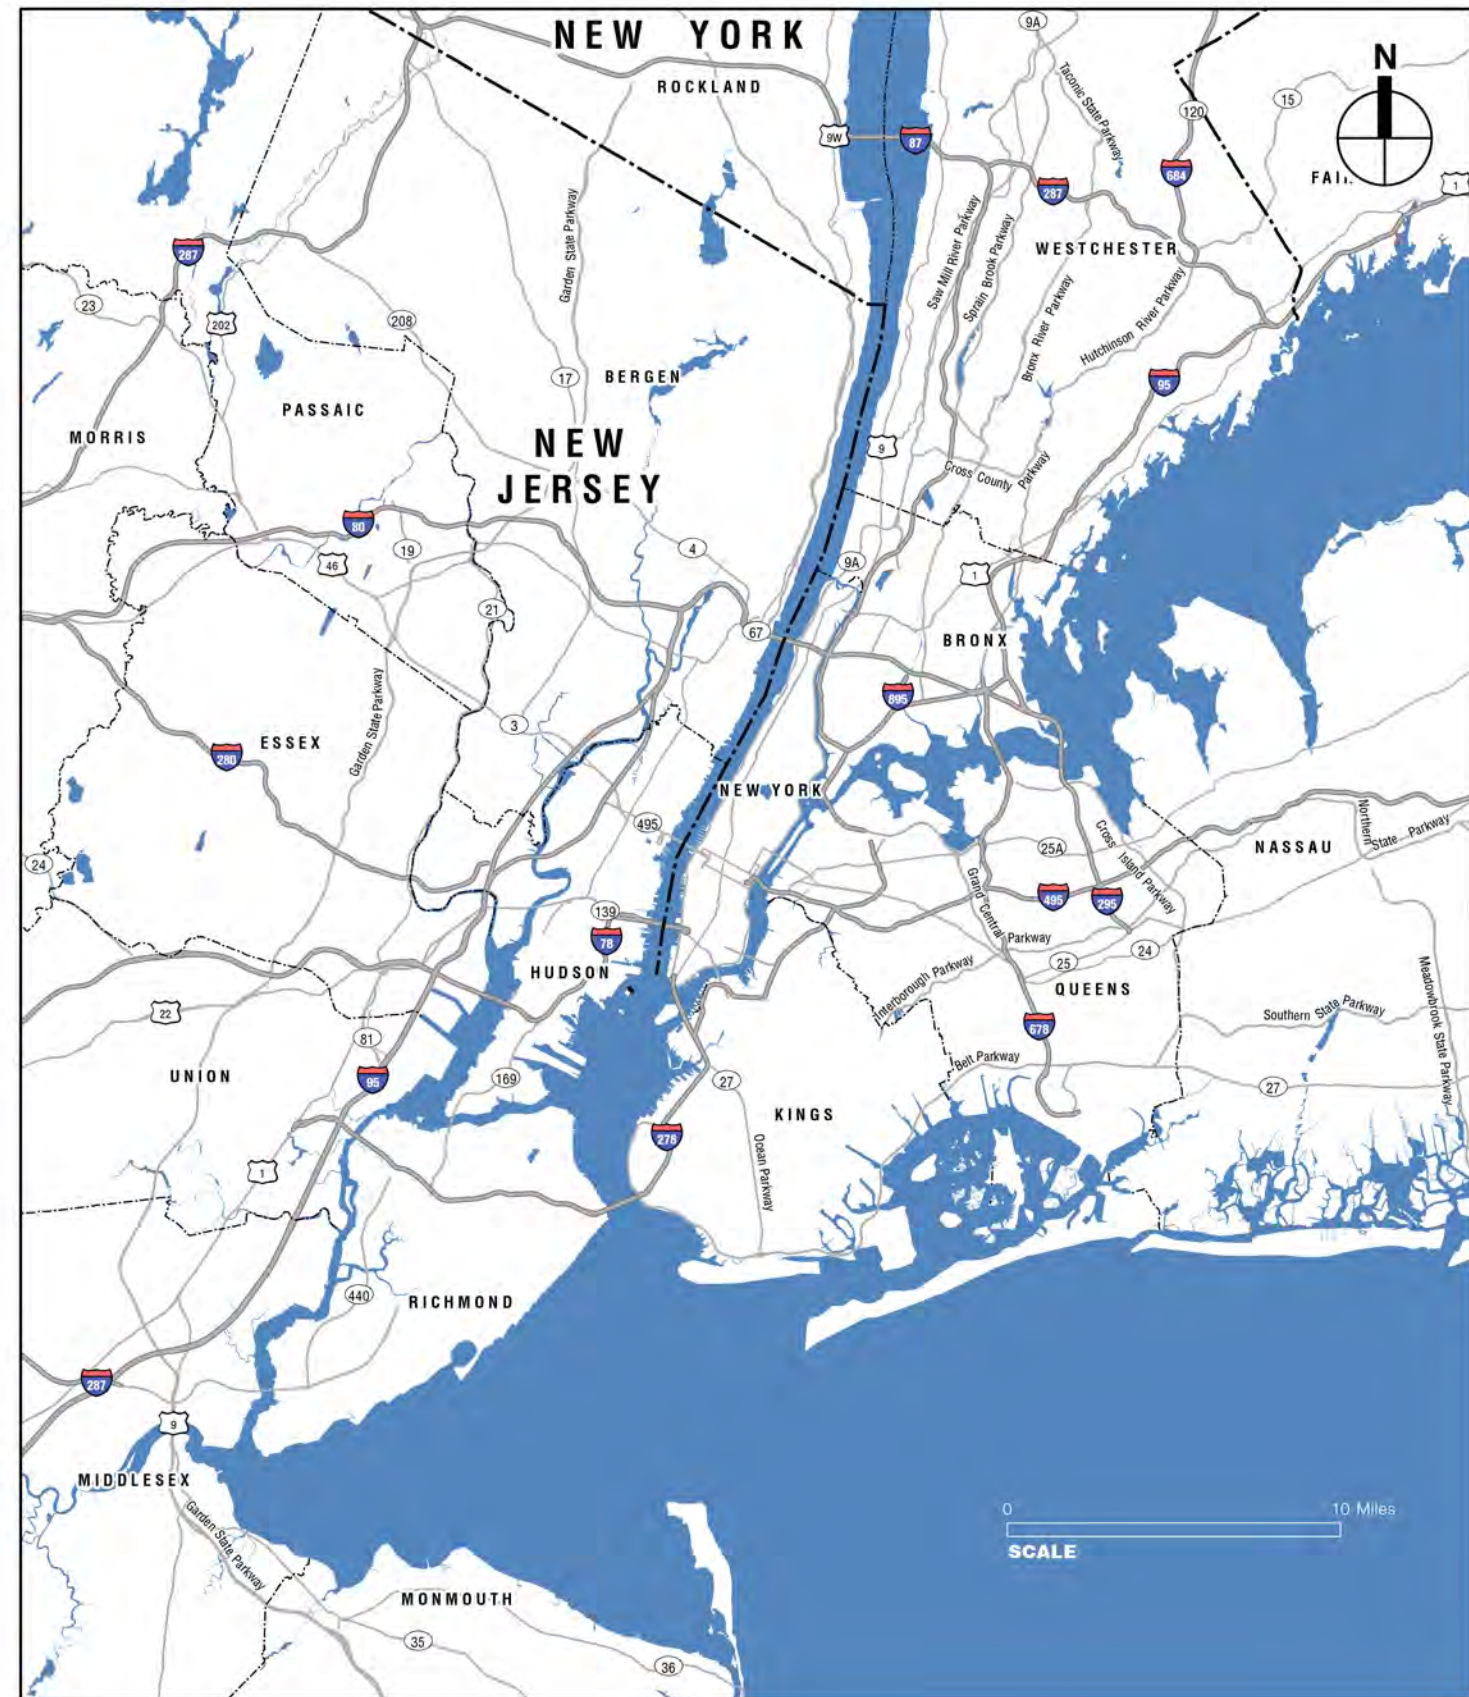 NEW YORK
9A
ROCKLAND
N
Taconic State Parkway
15
120
9W
87
684
287
FAI
1
Garden State Parkway
Saw Mill River Parkway
Sprain Brook Parkway
WESTCHESTER
287
23
202
208
Bronx River Parkway
Hutchinson River Parkway
17
BERGEN
95
PASSAIC
MORRIS
NEW
JERSEY
9
Cross County Parkway
80
19
46
4
9A
1
21
67
BRONX
895
Garden State Parkway
3
ESSEX
280
NEW YORK
495
25A
Cross Island Parkway
Northern State Parkway
NASSAU
24
Grand Central Parkway
495
295
139
78
HUDSON
24
25
Interborough Parkway
QUEENS
Meadowbrook State Parkway
22
Southern State Parkway
678
81
Belt Parkway
UNION
95
169
27
27
KINGS
278
Ocean Parkway
1
440
RICHMOND
287
9
MIDDLESEX
0 10 Miles
SCALE
Garden State Parkway
MONMOUTH
35
36